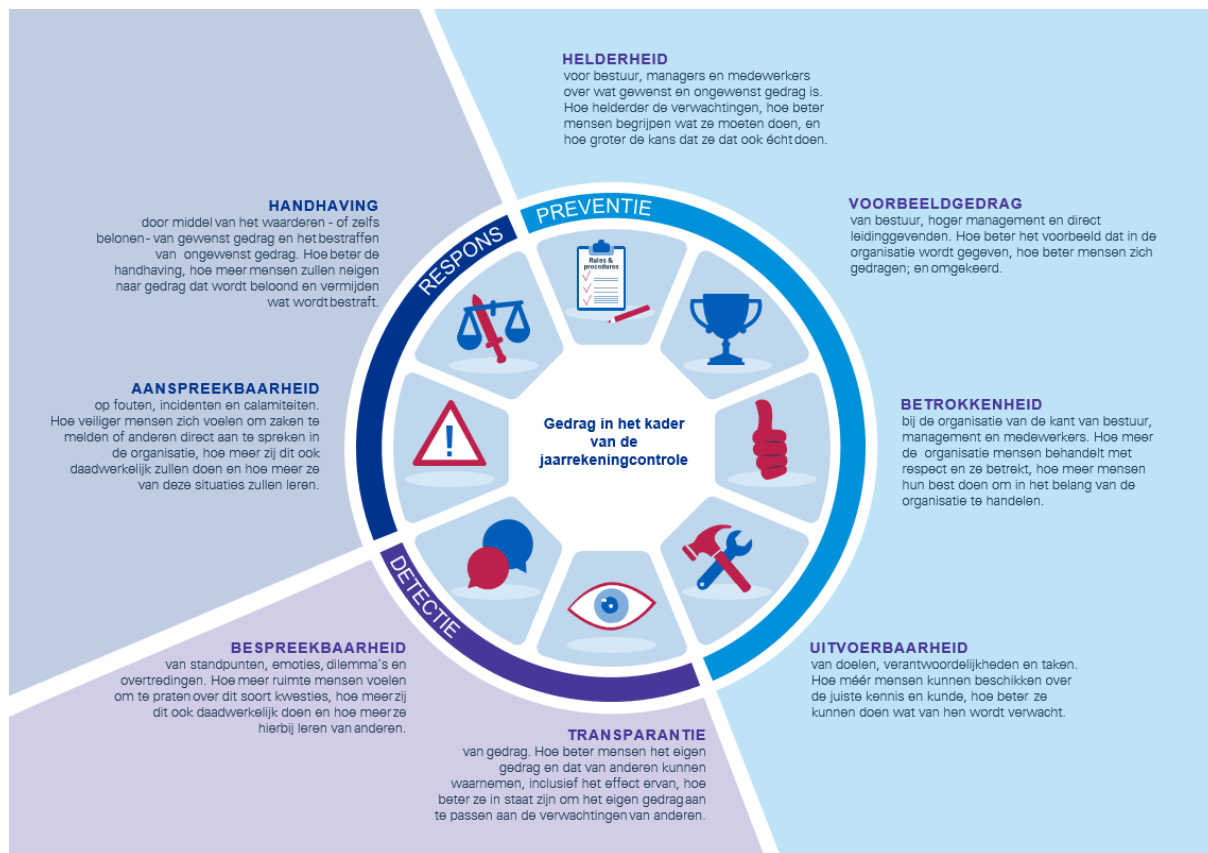 HELDERHEID
voor bestuur, managers en medewerkers
over wat gewenst en ongewenst gedrag is.
Hoe helderder de verwachtingen, hoe beter
mensen begrijpen wat ze moeten doen, en
hoe groter de kans dat ze dat ook écht doen.
VOORBEELDGEDRAG
van bestuur, hoger management en direct
leidinggevenden. Hoe beter het voorbeeld dat in de
organisatie wordt gegeven, hoe beter mensen zich
gedragen; en omgekeerd.
BETROKKENHEID
bij de organisatie van de kant van bestuur,
management en medewerkers. Hoe meer
de organisatie mensen behandelt met
respect en ze betrekt, hoe meer mensen
hun best doen om in het belang van de
organisatie te handelen.
UITVOERBAARHEID
van doelen, verantwoordelijkheden en taken.
Hoe méér mensen kunnen beschikken over
de juiste kennis en kunde, hoe beter ze
kunnen doen wat van hen wordt verwacht.
TRANSPARANTIE
van gedrag. Hoe beter mensen het eigen
gedrag en dat van anderen kunnen
waarnemen, inclusief het effect ervan, hoe
beter ze in staat zijn om het eigen gedrag aan
te passen aan de verwachtingen van anderen.
BESPREEKBAARHEID
van standpunten, emoties, dilemma's en
overtredingen. Hoe meer ruimte mensen voelen
om te praten over dit soort kwesties, hoe meer zij
dit ook daadwerkelijk doen en hoe meer ze
hierbij leren van anderen.
AANSPREEKBAARHEID
op fouten, incidenten en calamiteiten.
Hoe veiliger mensen zich voelen om zaken te
melden of anderen direct aan te spreken in
de organisatie, hoe meer zij dit ook
daadwerkelijk zullen doen en hoe meer ze
van deze situaties zullen leren.
HANDHAVING
door middel van het waarderen - of zelfs
belonen - van gewenst gedrag en het bestraffen
van ongewenst gedrag. Hoe beter de
handhaving, hoe meer mensen zullen neigen
naar gedrag dat wordt beloond en vermijden
wat wordt bestraft.
PREVENTIE
RESPONS
DETECTIE
Rules &
procedures
Gedrag in het kader
van de
jaarrekeningcontrole